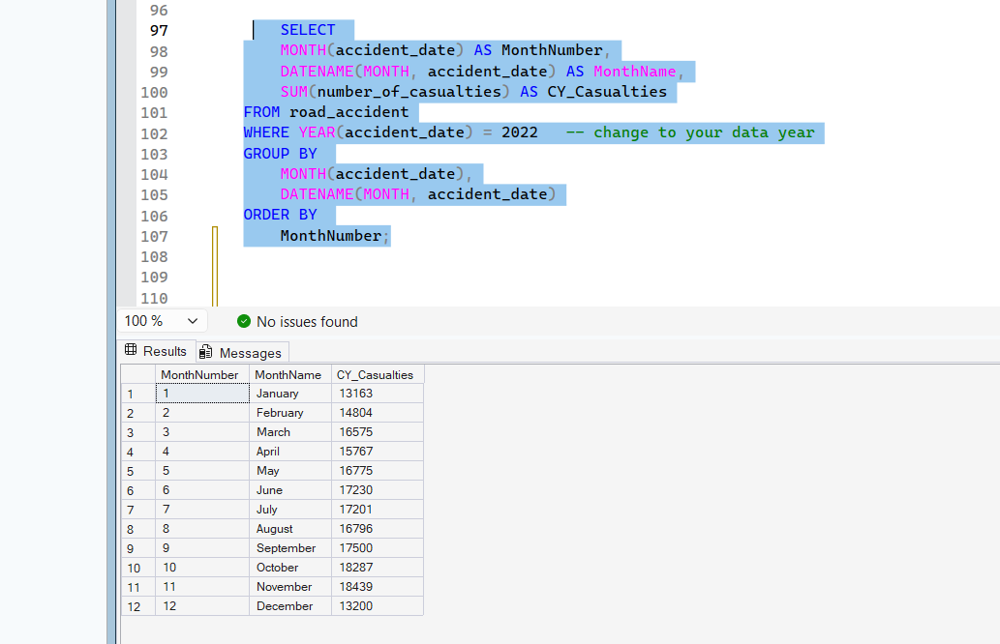 96
97 SELECT
98 MONTH(accident_date) AS MonthNumber,
99 DATENAME(MONTH, accident_date) AS MonthName,
100 SUM(number_of_casualties) AS CY_Casualties
101 FROM road_accident
102 WHERE YEAR(accident_date) = 2022 -- change to your data year
103 GROUP BY
104 MONTH(accident_date),
105 DATENAME(MONTH, accident_date)
106 ORDER BY
107 MonthNumber;
108
109
110
100 % No issues found
Results Messages
MonthNumber MonthName CY_Casualties
1 1 January 13163
2 2 February 14804
3 3 March 16575
4 4 April 15767
5 5 May 16775
6 6 June 17230
7 7 July 17201
8 8 August 16796
9 9 September 17500
10 10 October 18287
11 11 November 18439
12 12 December 13200